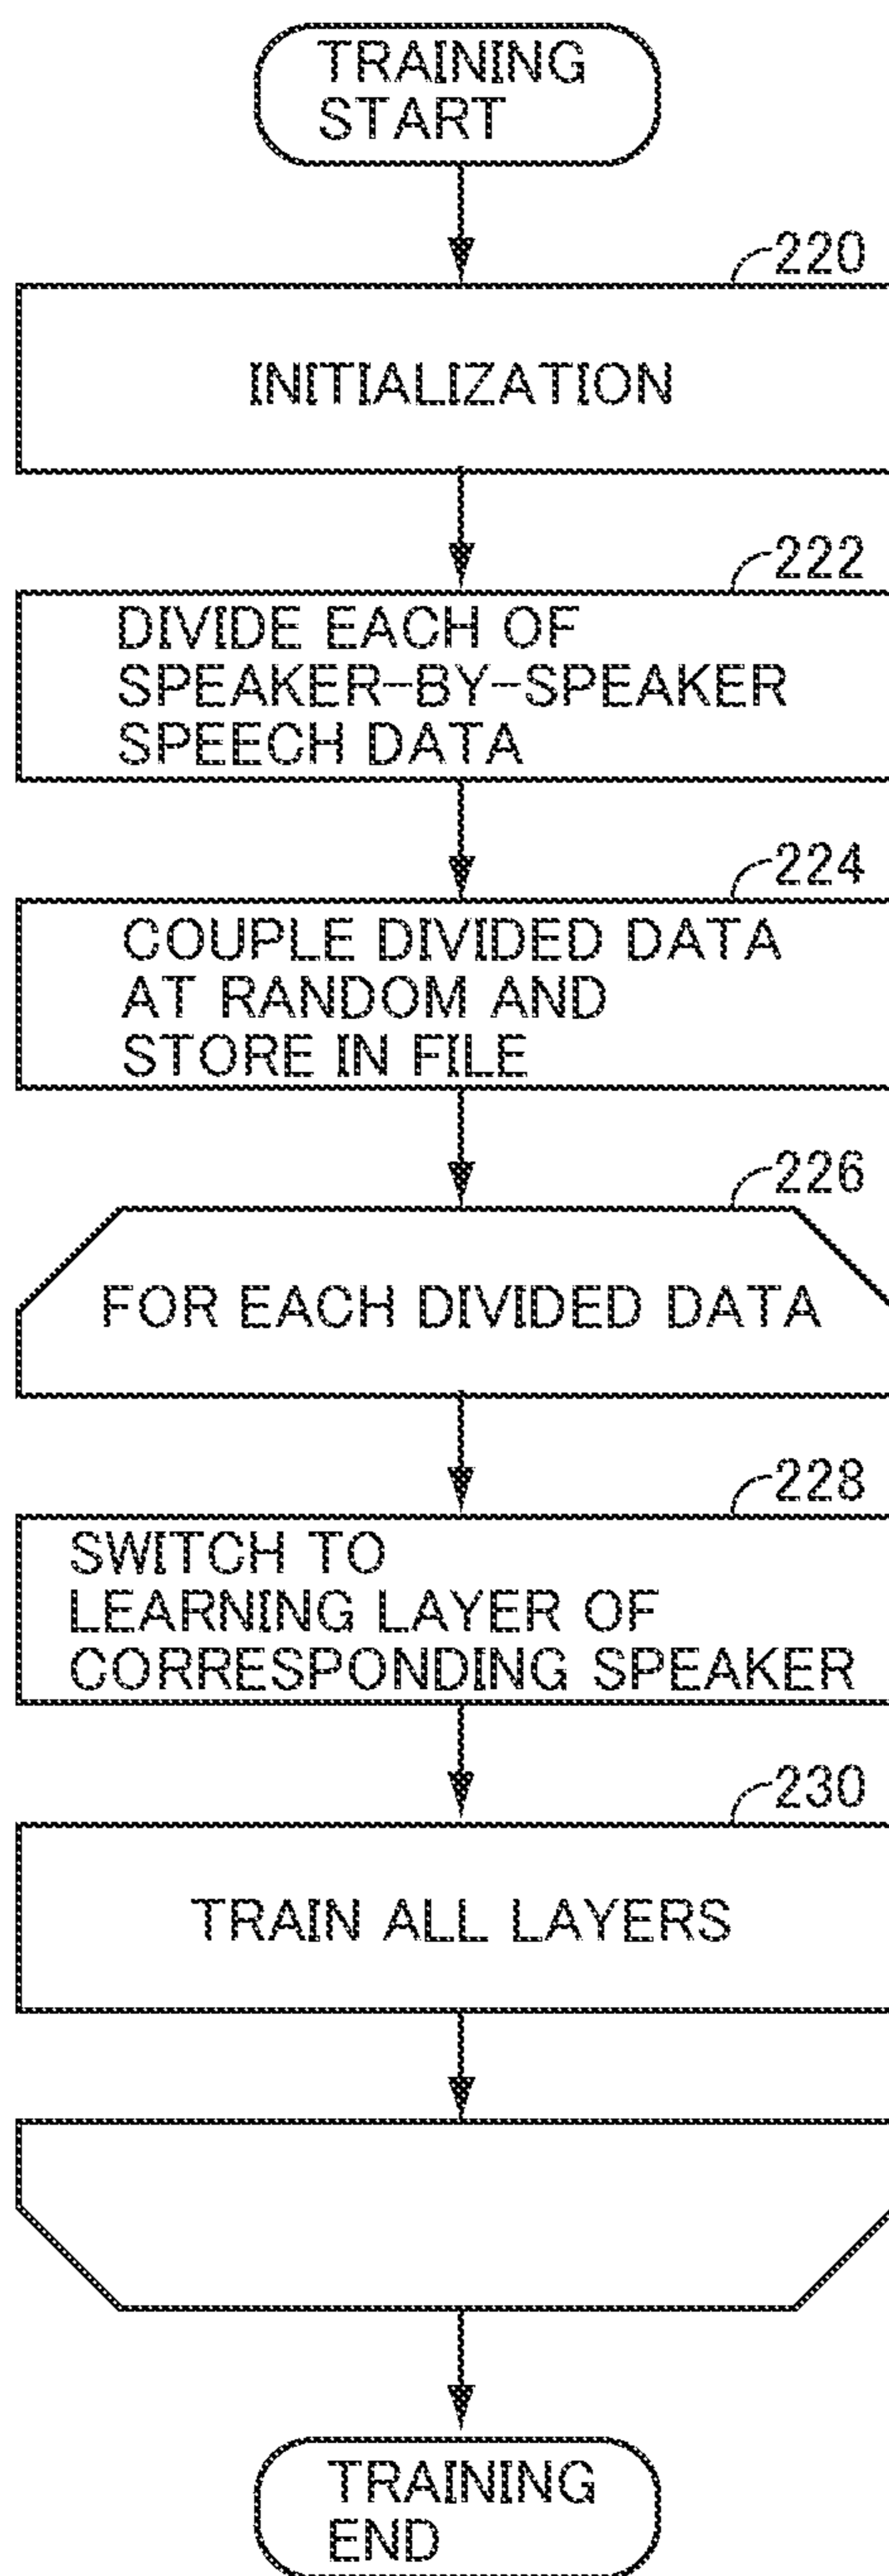 TRAINING
START
220
INITIALIZATION
222
DIVIDE EACH OF
SPEAKER-BY-SPEAKER
SPEECH DATA
224
COUPLE DIVIDED DATA
AT RANDOM AND
STORE IN FILE
226
FOR EACH DIVIDED DATA
228
SWITCH TO
LEARNING LAYER OF
CORRESPONDING SPEAKER
230
TRAIN ALL LAYERS
TRAINING
END